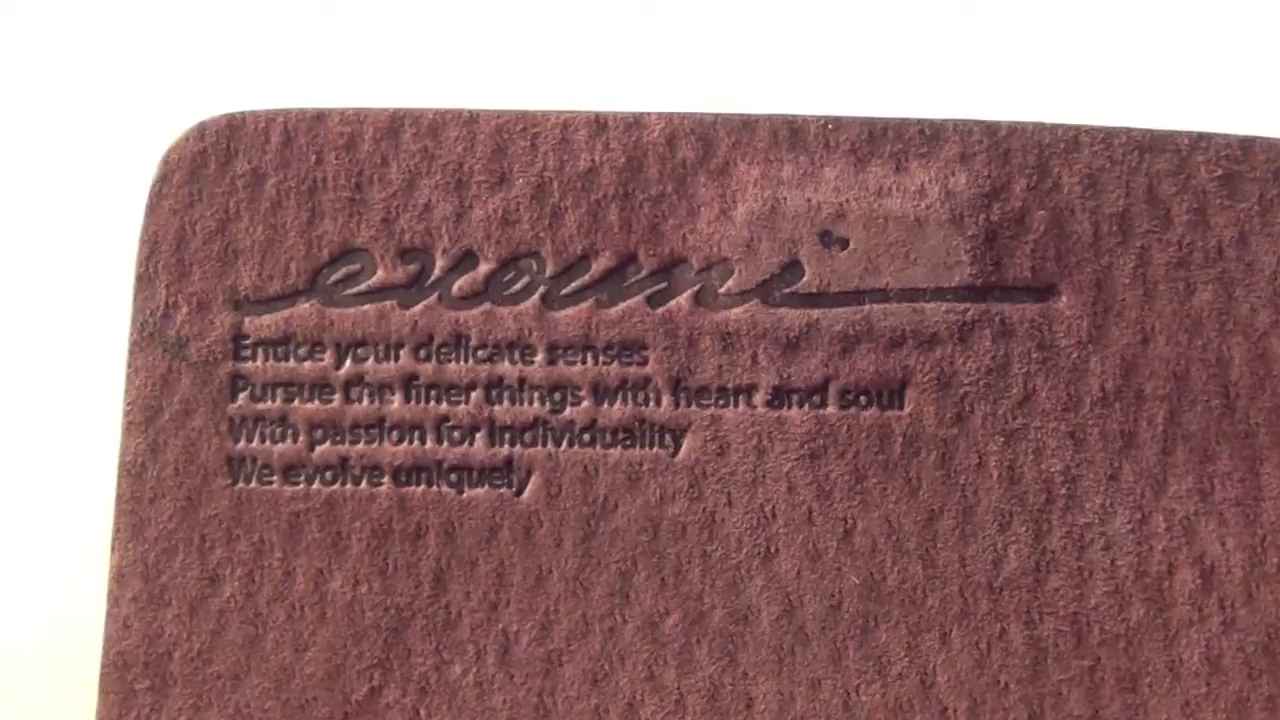 exoumi
Entice your delicate senses
Pursue the finer things with heart and soul
With passion for individuality
We evolve uniquely